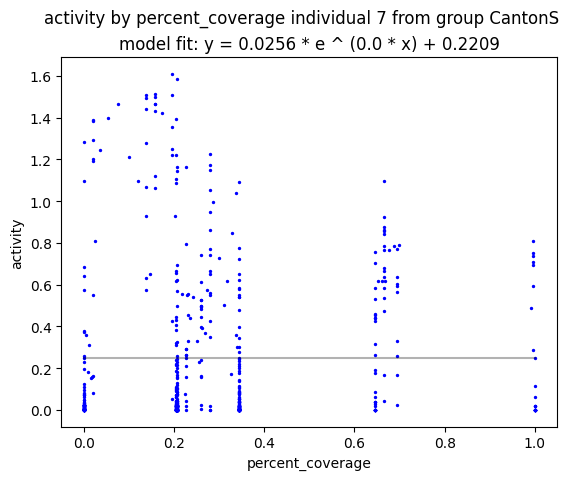 activity by percent_coverage individual 7 from group CantonS
model fit: y = 0.0256 * e ^ (0.0 * x) + 0.2209
activity
1.6
1.4
1.2
1.0
0.8
0.6
0.4
0.2
0.0
0.0 0.2 0.4 0.6 0.8 1.0
percent_coverage